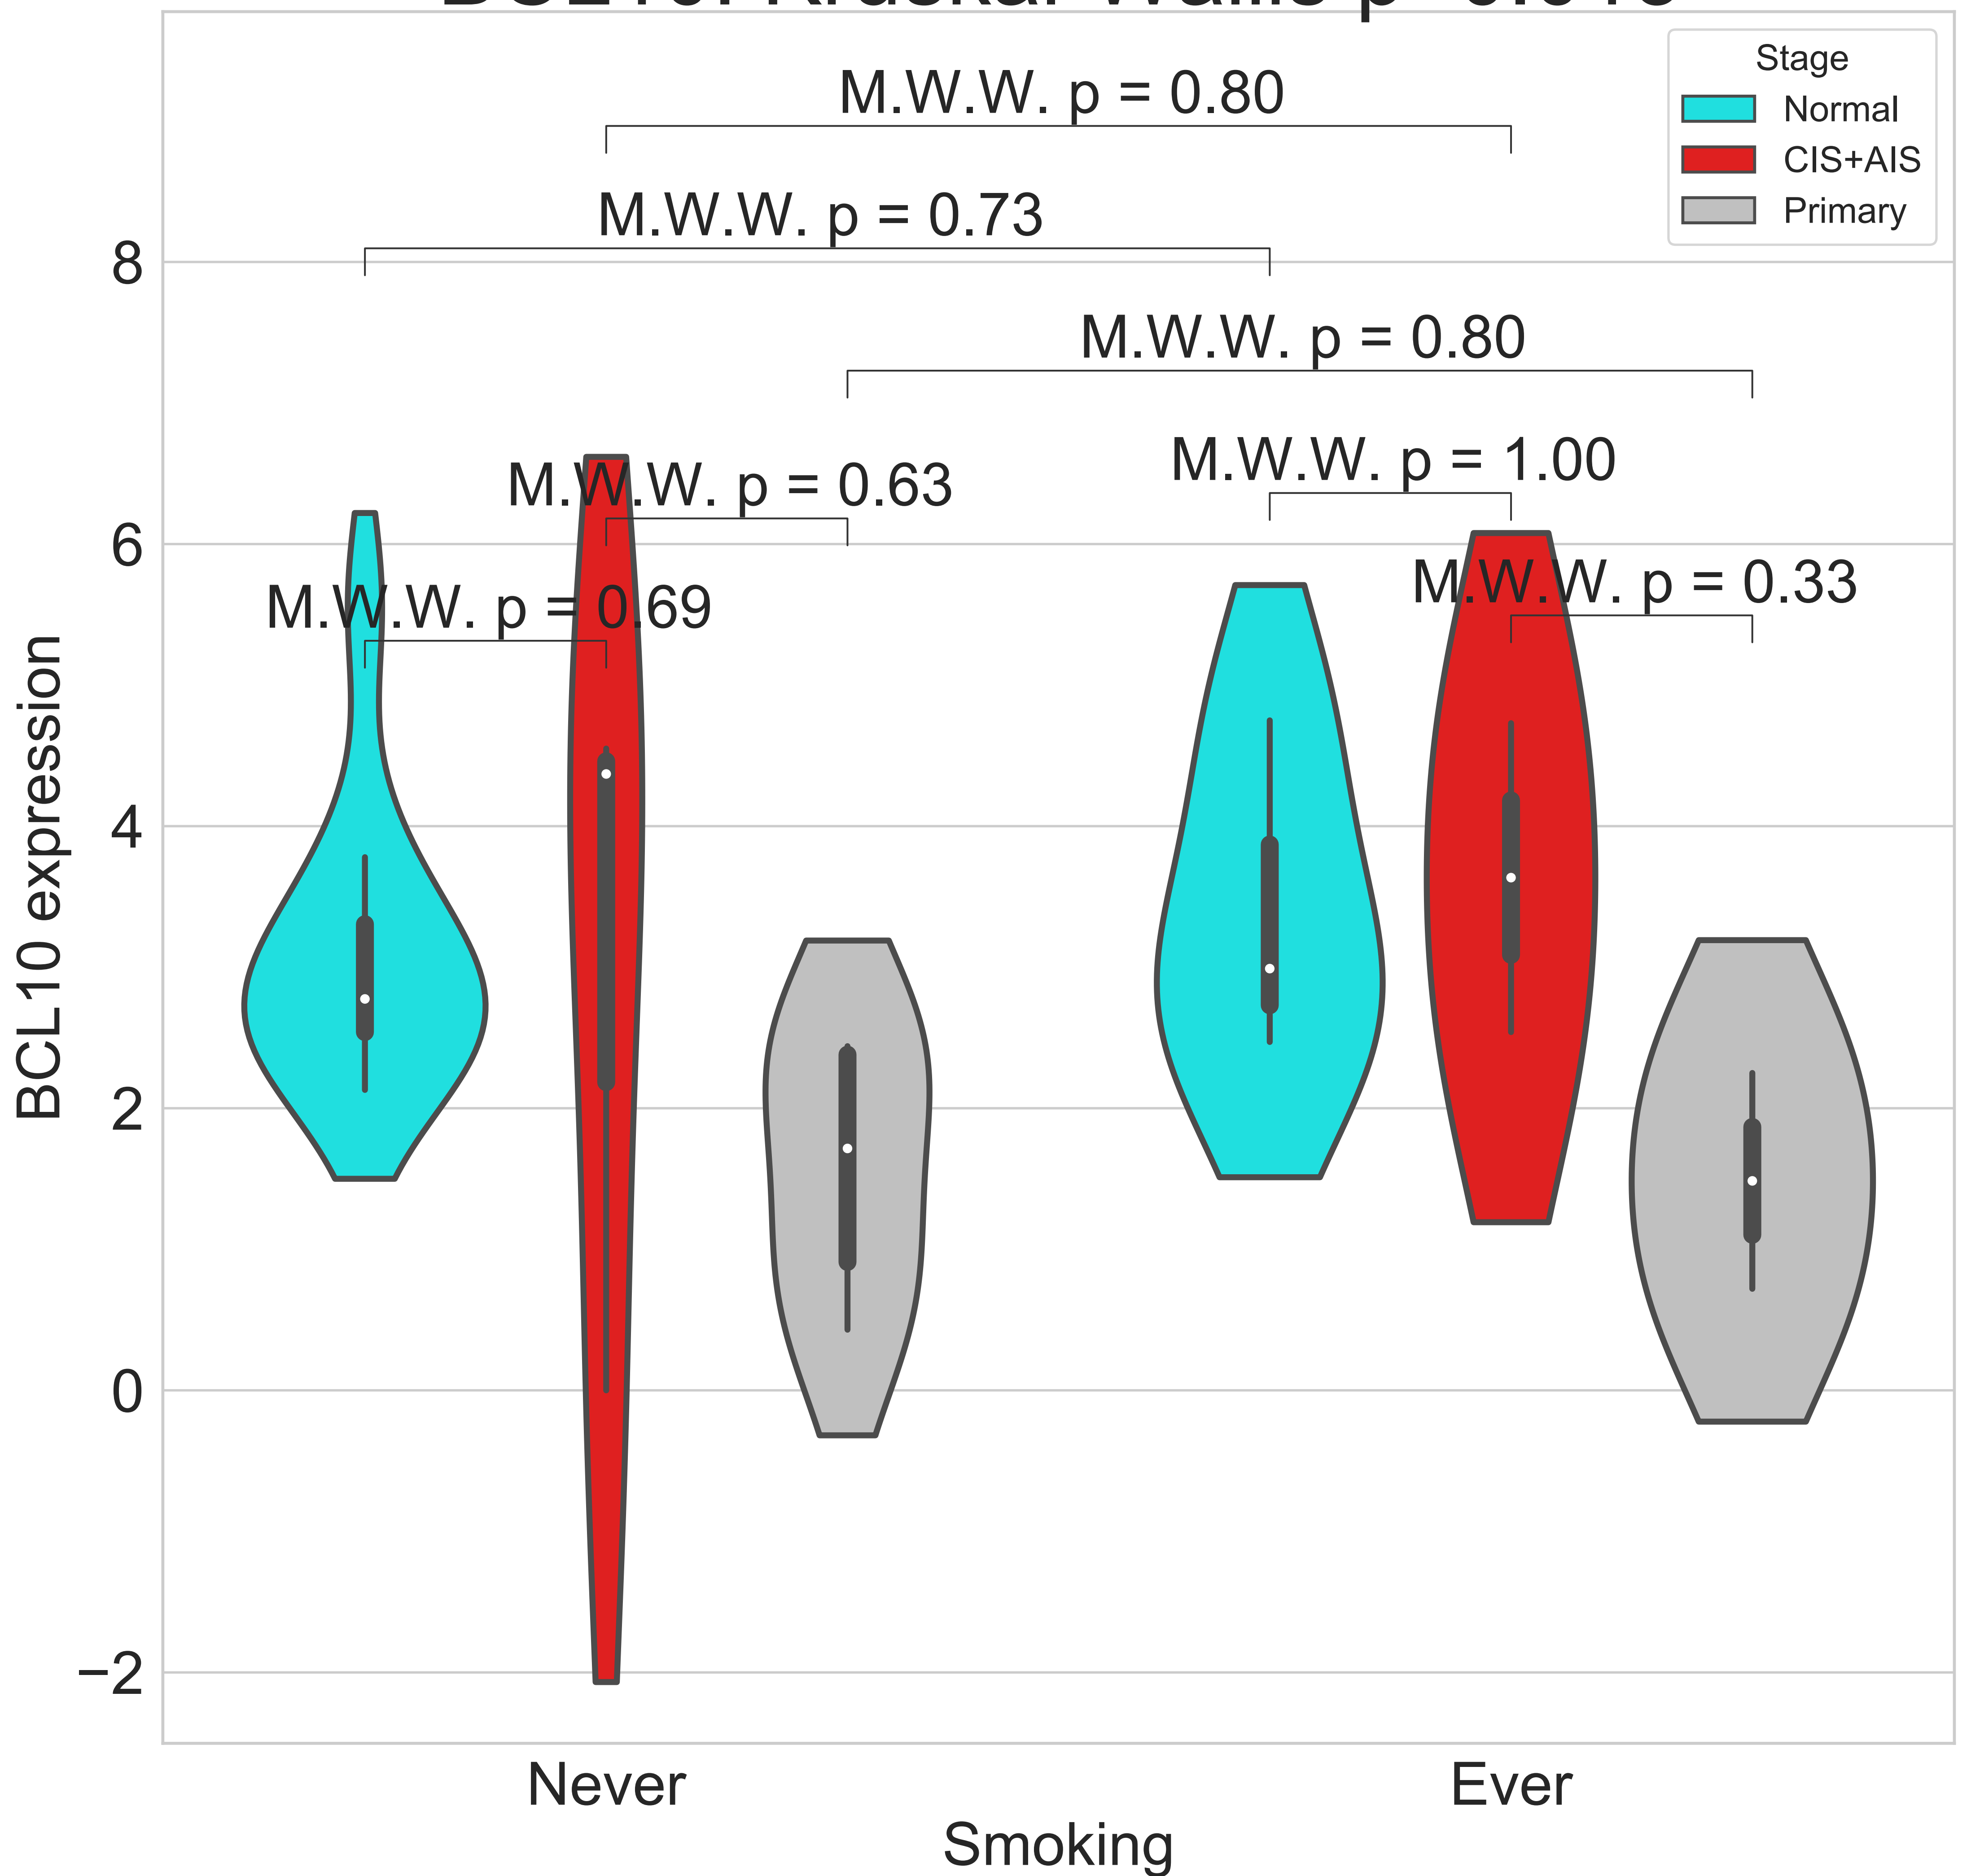 Stage
Normal
CIS+AIS
Primary
M.W.W. p = 0.80
M.W.W. p = 0.73
M.W.W. p = 0.80
M.W.W. p = 1.00
M.W.W. p = 0.63
M.W.W. p = 0.33
M.W.W. p = 0.69
8
6
4
2
0
−2
BCL10 expression
Never
Ever
Smoking